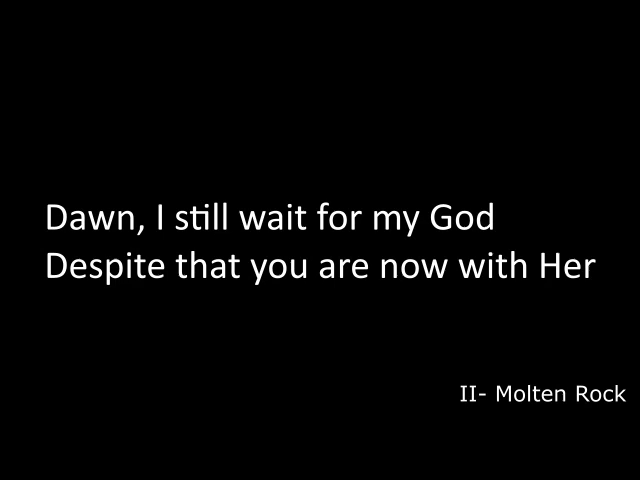 Dawn, I still wait for my God
Despite that you are now with Her
II- Molten Rock